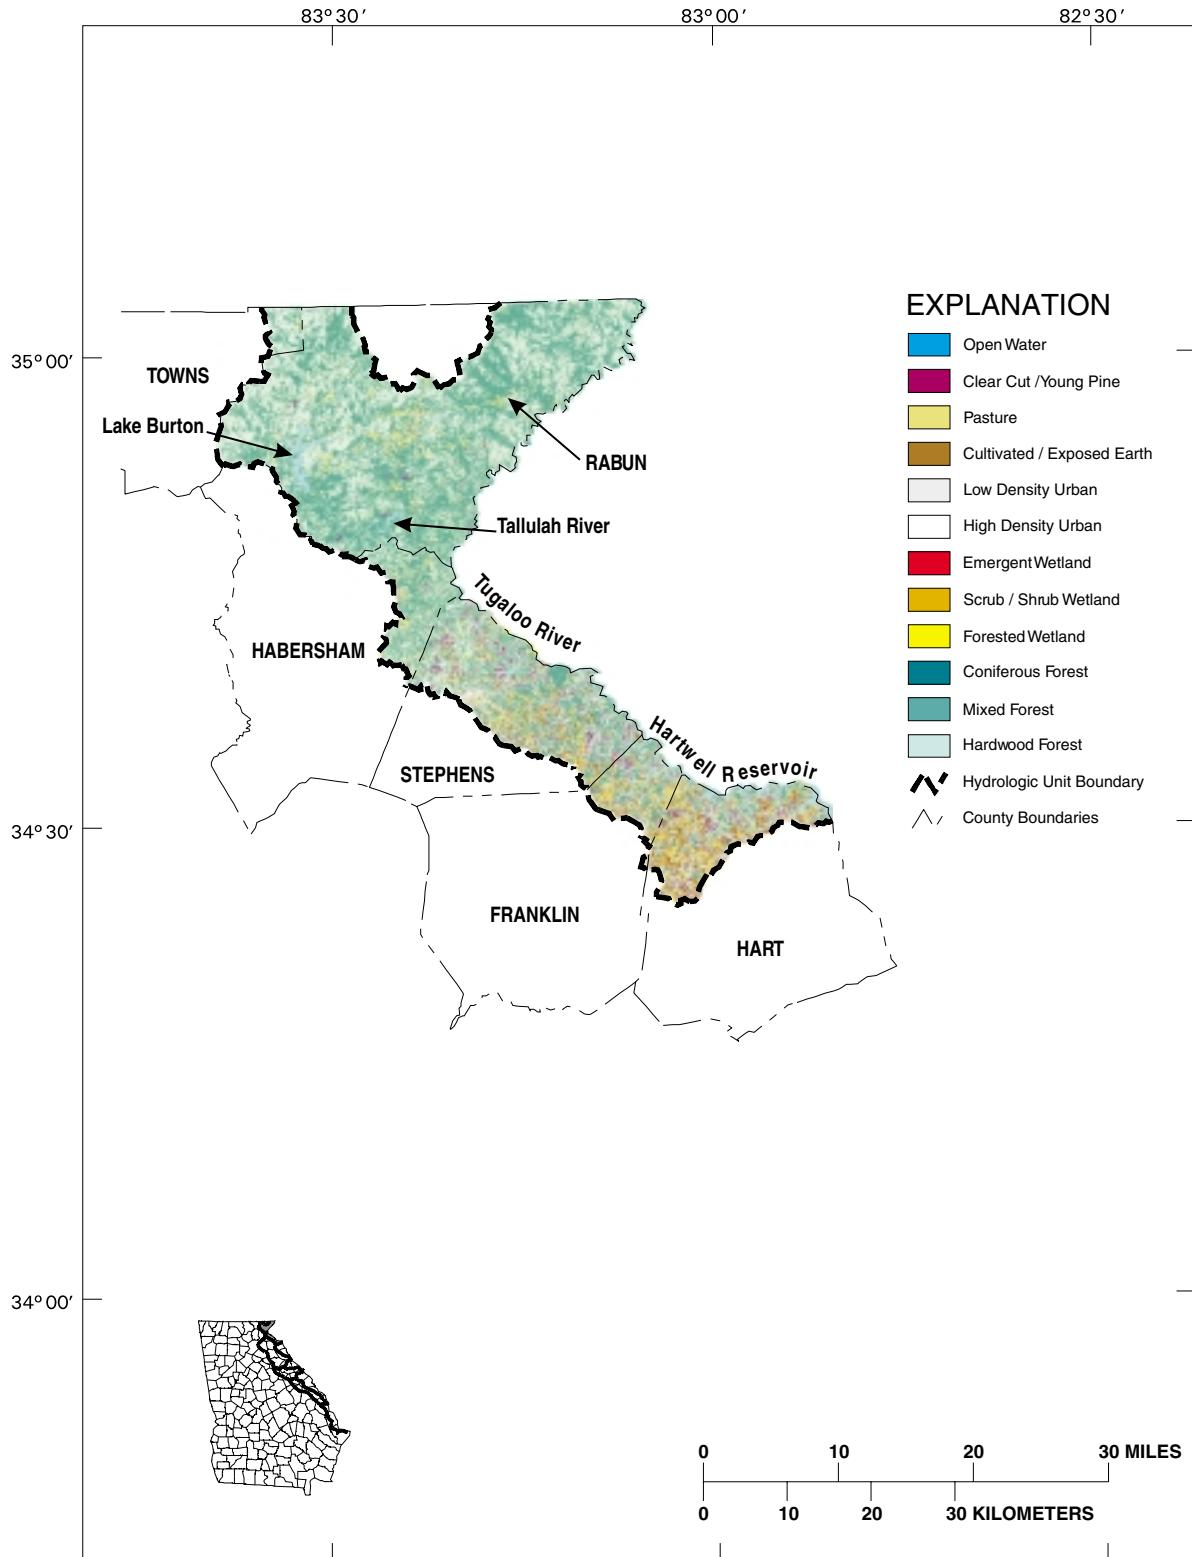 83° 30′ 83° 00′ 82° 30′
EXPLANATION
Open Water
Clear Cut / Young Pine
Pasture
Cultivated / Exposed Earth
Low Density Urban
High Density Urban
Emergent Wetland
Scrub / Shrub Wetland
Forested Wetland
Coniferous Forest
Mixed Forest
Hardwood Forest
Hydrologic Unit Boundary
County Boundaries
35° 00′
TOWNS
Lake Burton
RABUN
Tallulah River
Tugaloo River
HABERSHAM
Hartwell Reservoir
STEPHENS
34° 30′
FRANKLIN
HART
34° 00′
0 10 20 30 MILES
0 10 20 30 KILOMETERS